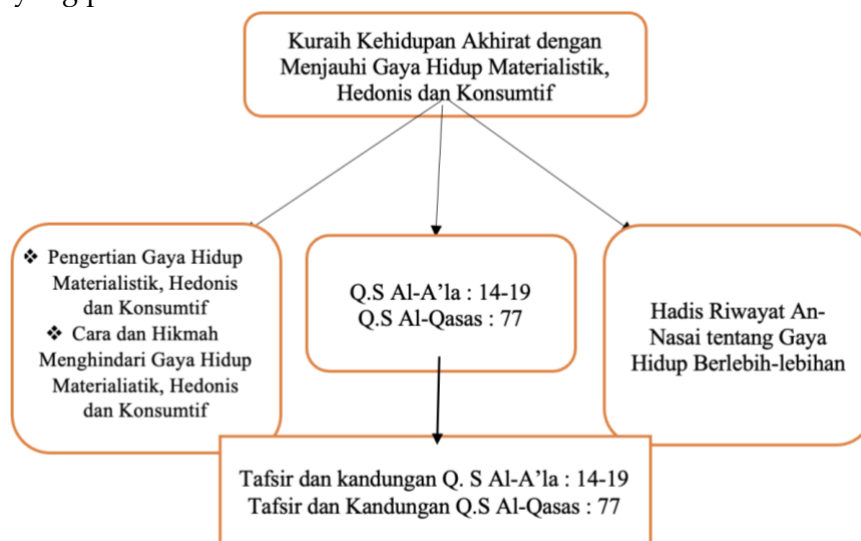 Kuraih Kehidupan Akhirat dengan
Menjauhi Gaya Hidup Materialistik,
Hedonis dan Konsumtif
❖ Pengertian Gaya Hidup
Materialistik, Hedonis
dan Konsumtif
❖ Cara dan Hikmah
Menghindari Gaya Hidup
Materialiatik, Hedonis
dan Konsumtif
Q.S Al-A’la : 14-19
Q.S Al-Qasas : 77
Hadis Riwayat An-
Nasai tentang Gaya
Hidup Berlebih-lebihan
Tafsir dan kandungan Q. S Al-A’la : 14-19
Tafsir dan Kandungan Q.S Al-Qasas : 77